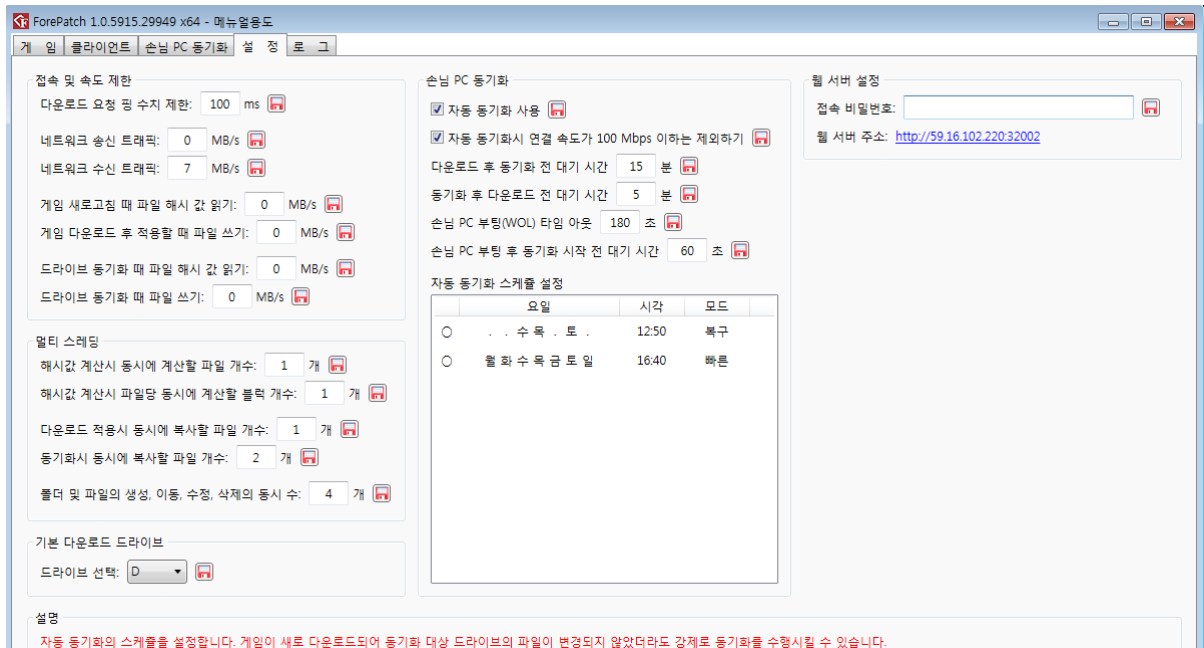 ForePatch 1.0.5915.29949 x64 - 메뉴얼용도
게 임 클라이언트 손님 PC 동기화 설 정 로 그
접속 및 속도 제한
다운로드 요청 핑 수치 제한: 100 ms
네트워크 송신 트래픽: 0 MB/s
네트워크 수신 트래픽: 7 MB/s
게임 새로고침 때 파일 해시 값 읽기: 0 MB/s
게임 다운로드 후 적용할 때 파일 쓰기: 0 MB/s
드라이브 동기화 때 파일 해시 값 읽기: 0 MB/s
드라이브 동기화 때 파일 쓰기: 0 MB/s
멀티 스레딩
해시값 계산시 동시에 계산할 파일 개수: 1 개
해시값 계산시 파일당 동시에 계산할 블럭 개수: 1 개
다운로드 적용시 동시에 복사할 파일 개수: 1 개
동기화시 동시에 복사할 파일 개수: 2 개
폴더 및 파일의 생성, 이동, 수정, 삭제의 동시 수: 4 개
기본 다운로드 드라이브
드라이브 선택: D
손님 PC 동기화
자동 동기화 사용
자동 동기화시 연결 속도가 100 Mbps 이하는 제외하기
다운로드 후 동기화 전 대기 시간 15 분
동기화 후 다운로드 전 대기 시간 5 분
손님 PC 부팅(WOL) 타임 아웃 180 초
손님 PC 부팅 후 동기화 시작 전 대기 시간 60 초
자동 동기화 스케쥴 설정
요일 시각 모드
. . 수 목 . 토 . 12:50 복구
월 화 수 목 금 토 일 16:40 빠른
웹 서버 설정
접속 비밀번호:
웹 서버 주소: http://59.16.102.220:32002
설명
자동 동기화의 스케쥴을 설정합니다. 게임이 새로 다운로드되어 동기화 대상 드라이브의 파일이 변경되지 않았더라도 강제로 동기화를 수행시킬 수 있습니다.